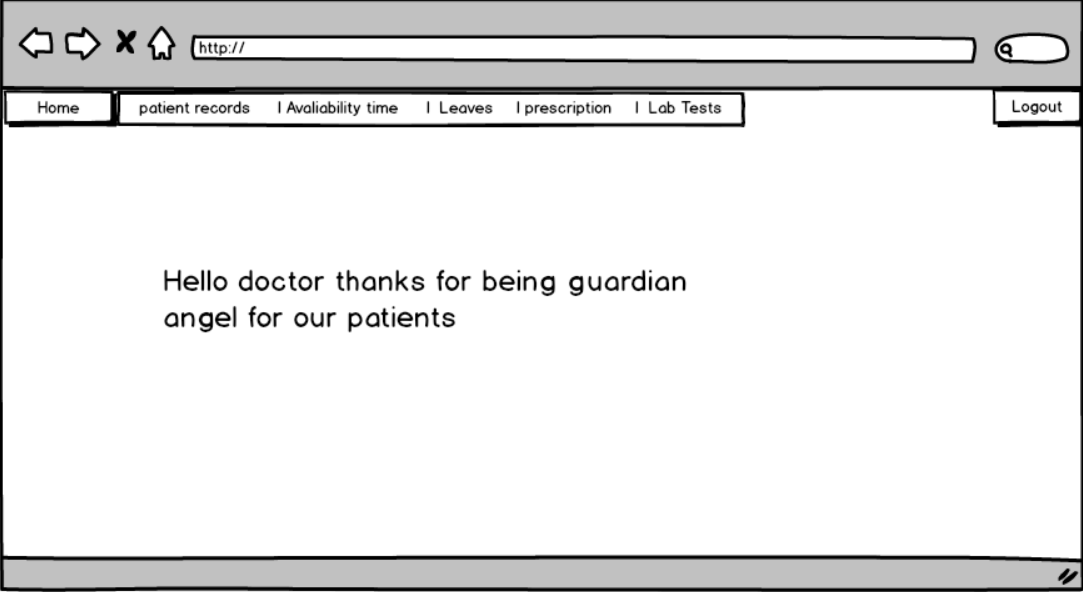 http://
Home patient records | Avaliability time | Leaves | prescription | Lab Tests Logout
Hello doctor thanks for being guardian
angel for our patients